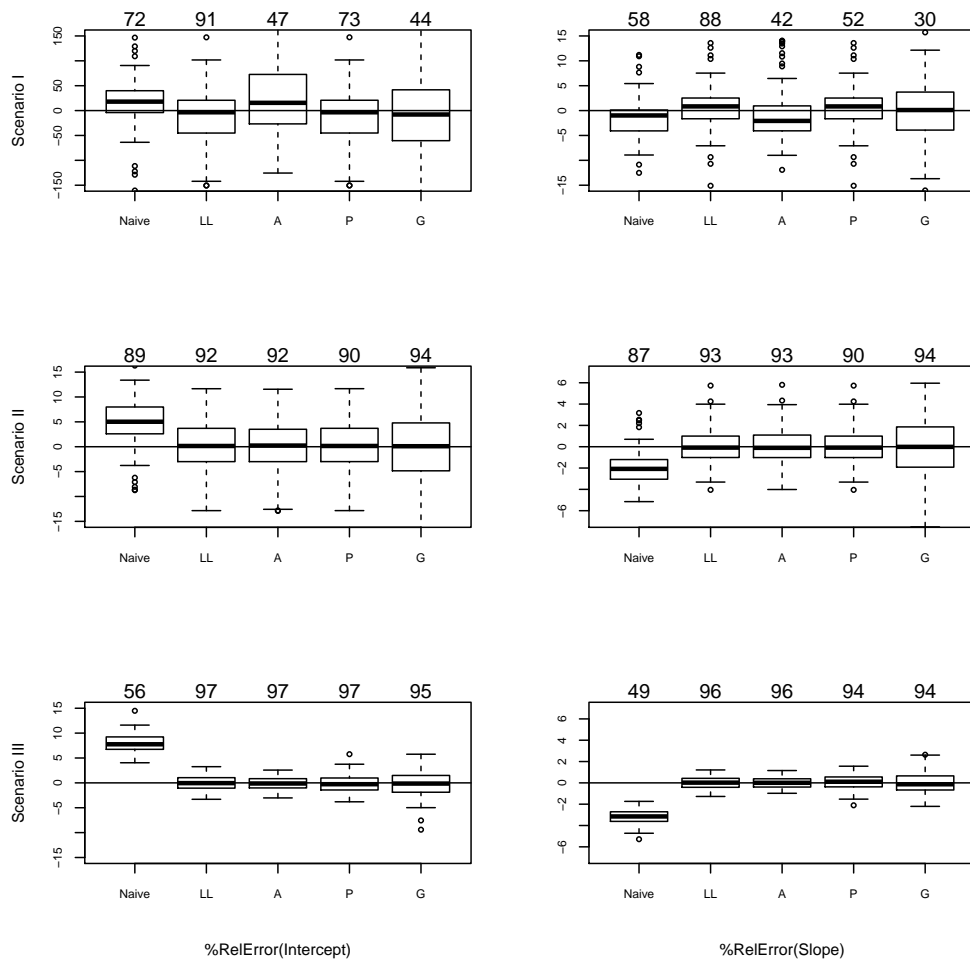 72 91 47 73 44
Scenario I
150
50
0
−50
−150
Naive LL A P G
58 88 42 52 30
15
10
5
0
−5
−15
Naive LL A P G
89 92 92 90 94
Scenario II
15
10
5
0
−5
−15
Naive LL A P G
87 93 93 90 94
6
4
2
0
−2
−6
Naive LL A P G
56 97 97 97 95
Scenario III
15
10
5
0
−5
−15
Naive LL A P G
49 96 96 94 94
6
4
2
0
−2
−6
Naive LL A P G
%RelError(Intercept)
%RelError(Slope)